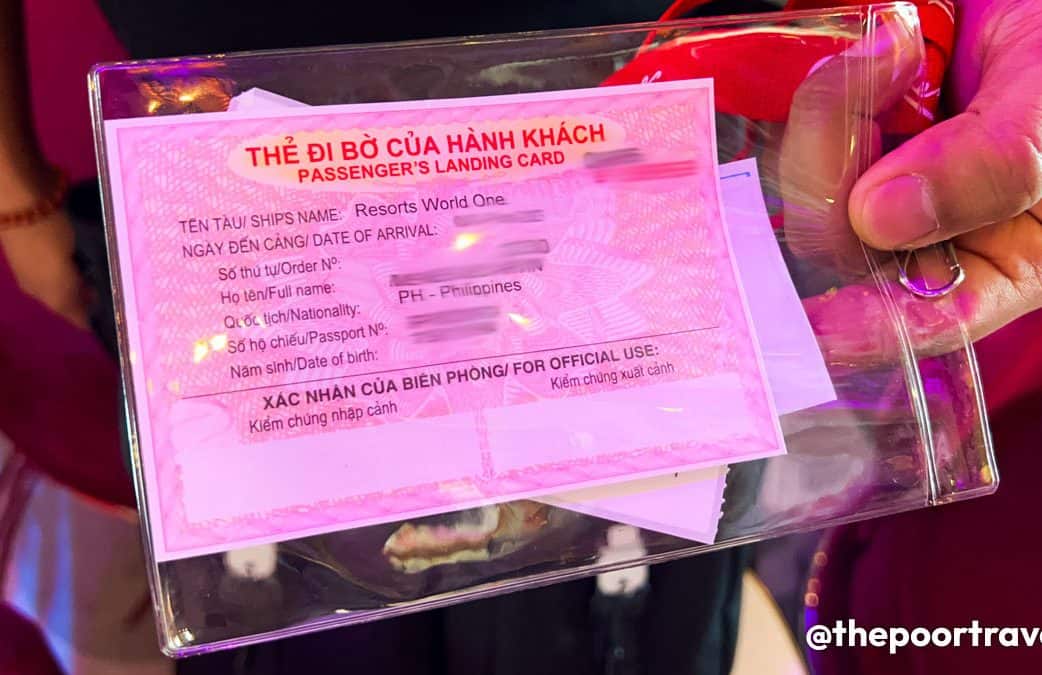 THẺ ĐI BỜ CỦA HÀNH KHÁCH
PASSENGER'S LANDING CARD
TÊN TÀU/ SHIPS NAME: Resorts World One
NGÀY ĐẾN CẢNG/ DATE OF ARRIVAL:
Số thứ tự/Order Nº:
Họ tên/Full name:
Quốc tịch/Nationality: PH - Philippines
Số hộ chiếu/Passport Nº:
Năm sinh/Date of birth:
XÁC NHẬN CỦA BIÊN PHÒNG/ FOR OFFICIAL USE:
Kiểm chứng nhập cảnh Kiểm chứng xuất cảnh
@thepoortrav